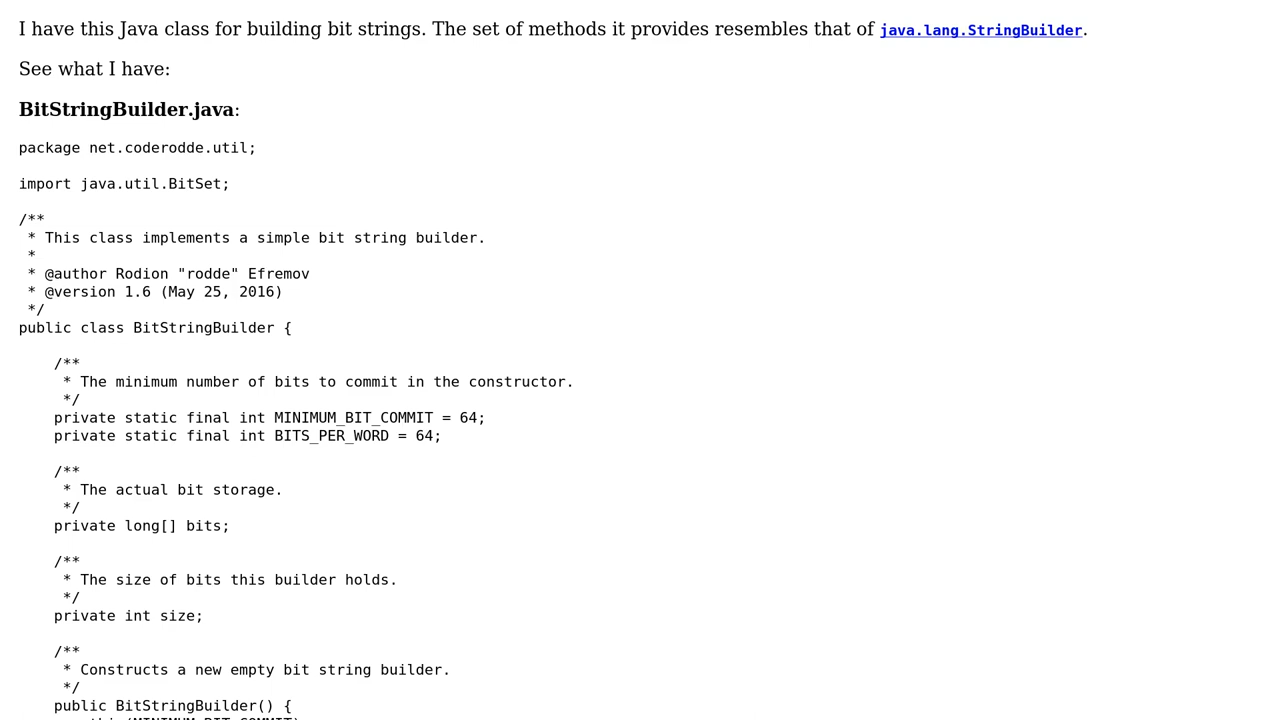 I have this Java class for building bit strings. The set of methods it provides resembles that of java.lang.StringBuilder.
See what I have:
BitStringBuilder.java:
package net.coderodde.util;
import java.util.BitSet;
/**
 * This class implements a simple bit string builder.
 *
 * @author Rodion "rodde" Efremov
 * @version 1.6 (May 25, 2016)
 */
public class BitStringBuilder {
    /**
     * The minimum number of bits to commit in the constructor.
     */
    private static final int MINIMUM_BIT_COMMIT = 64;
    private static final int BITS_PER_WORD = 64;
    /**
     * The actual bit storage.
     */
    private long[] bits;
    /**
     * The size of bits this builder holds.
     */
    private int size;
    /**
     * Constructs a new empty bit string builder.
     */
    public BitStringBuilder() {